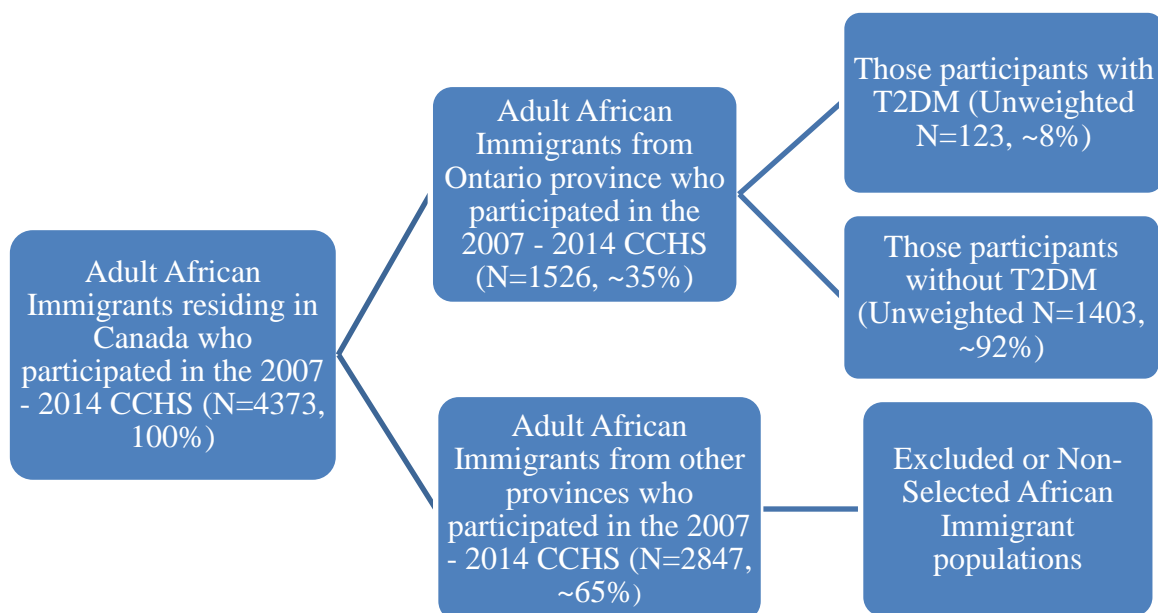 Adult African
Immigrants residing in
Canada who
participated in the 2007
- 2014 CCHS (N=4373,
100%)
Adult African
Immigrants from
Ontario province who
participated in the
2007 - 2014 CCHS
(N=1526, ~35%)
Those participants with
T2DM (Unweighted
N=123, ~8%)
Those participants
without T2DM
(Unweighted N=1403,
~92%)
Adult African
Immigrants from other
provinces who
participated in the 2007
- 2014 CCHS (N=2847,
~65%)
Excluded or Non-
Selected African
Immigrant
populations